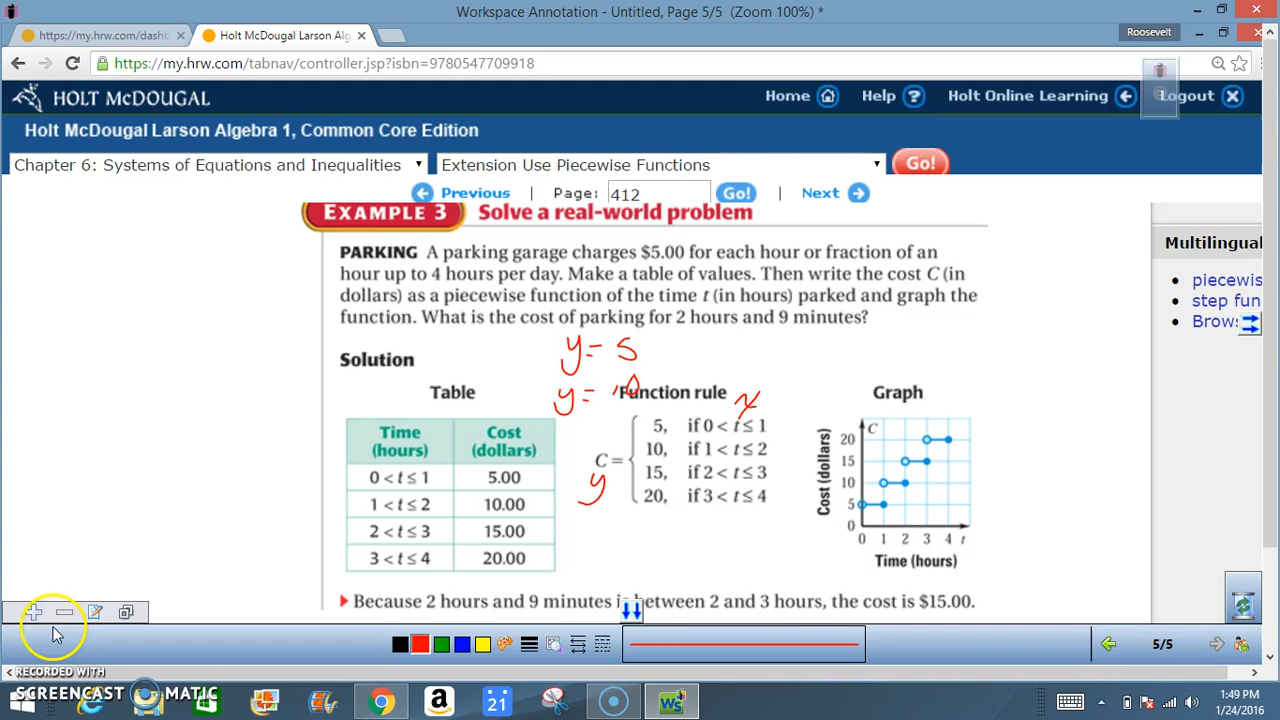 Workspace Annotation - Untitled, Page 5/5 (Zoom 100%) *
https://my.hrw.com/dashb
Holt McDougal Larson Alg
Roosevelt
https://my.hrw.com/tabnav/controller.jsp?isbn=9780547709918
HOLT McDOUGAL
Home
Help ?
Holt Online Learning
Logout X
Holt McDougal Larson Algebra 1, Common Core Edition
Chapter 6: Systems of Equations and Inequalities
Extension Use Piecewise Functions
Go!
Previous | Page: 412 Go! | Next
EXAMPLE 3 Solve a real-world problem
Multilingual
piecewis
step fun
Brows
PARKING A parking garage charges $5.00 for each hour or fraction of an
hour up to 4 hours per day. Make a table of values. Then write the cost C (in
dollars) as a piecewise function of the time t (in hours) parked and graph the
function. What is the cost of parking for 2 hours and 9 minutes?
y = 5
Solution
y = 10
Table
Function rule
Graph
x
Time (hours) Cost (dollars)
0 < t ≤ 1 5.00
1 < t ≤ 2 10.00
2 < t ≤ 3 15.00
3 < t ≤ 4 20.00
C =
y
5, if 0 < t ≤ 1
10, if 1 < t ≤ 2
15, if 2 < t ≤ 3
20, if 3 < t ≤ 4
Cost (dollars)
C
20
15
10
5
0
0 1 2 3 4 t
Time (hours)
Because 2 hours and 9 minutes is between 2 and 3 hours, the cost is $15.00.
5/5
RECORDED WITH
SCREENCAST MATIC
a
21
WS
1:49 PM
1/24/2016